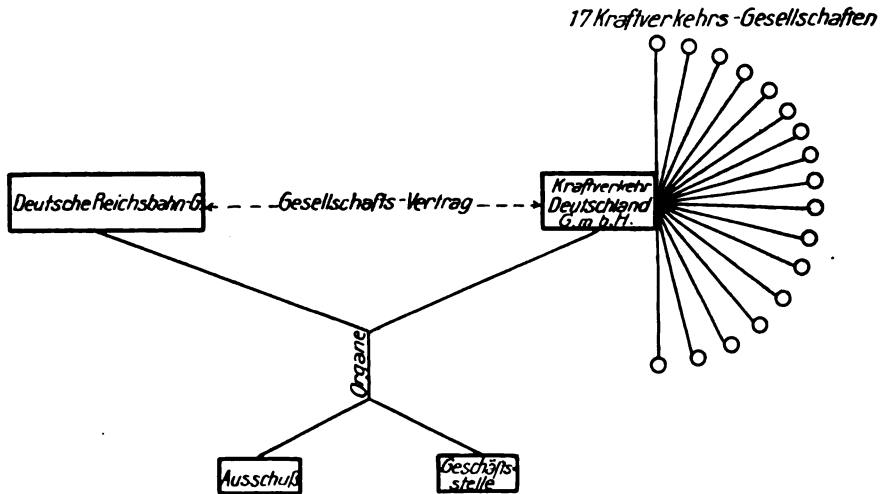 17 Kraftverkehrs-Gesellschaften
Deutsche Reichsbahn-G.
Gesellschafts-Vertrag
Kraftverkehr
Deutschland
G.m.b.H.
Organe
Ausschuß
Geschäfts-
stelle